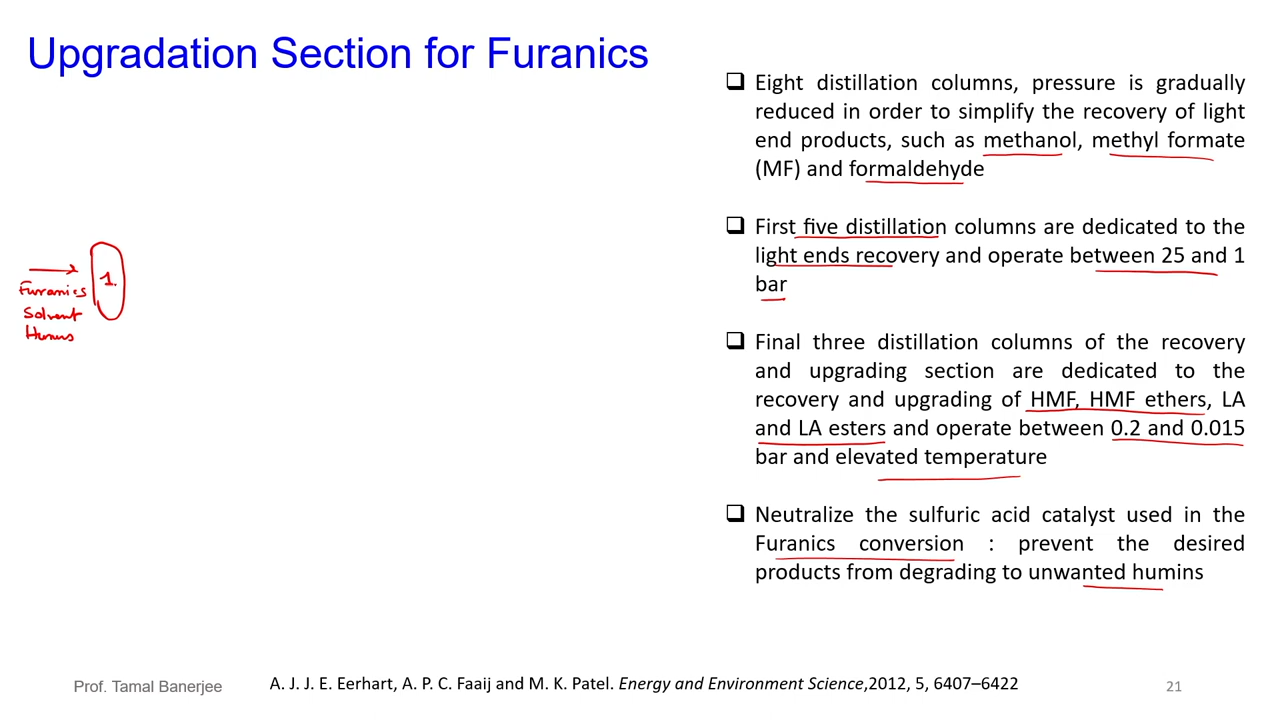 Upgradation Section for Furanics
1.
Furanics
Solvent
Humns
❑ Eight distillation columns, pressure is gradually
reduced in order to simplify the recovery of light
end products, such as methanol, methyl formate
(MF) and formaldehyde
❑ First five distillation columns are dedicated to the
light ends recovery and operate between 25 and 1
bar
❑ Final three distillation columns of the recovery
and upgrading section are dedicated to the
recovery and upgrading of HMF, HMF ethers, LA
and LA esters and operate between 0.2 and 0.015
bar and elevated temperature
❑ Neutralize the sulfuric acid catalyst used in the
Furanics conversion : prevent the desired
products from degrading to unwanted humins
Prof. Tamal Banerjee
A. J. J. E. Eerhart, A. P. C. Faaij and M. K. Patel. Energy and Environment Science,2012, 5, 6407–6422
21